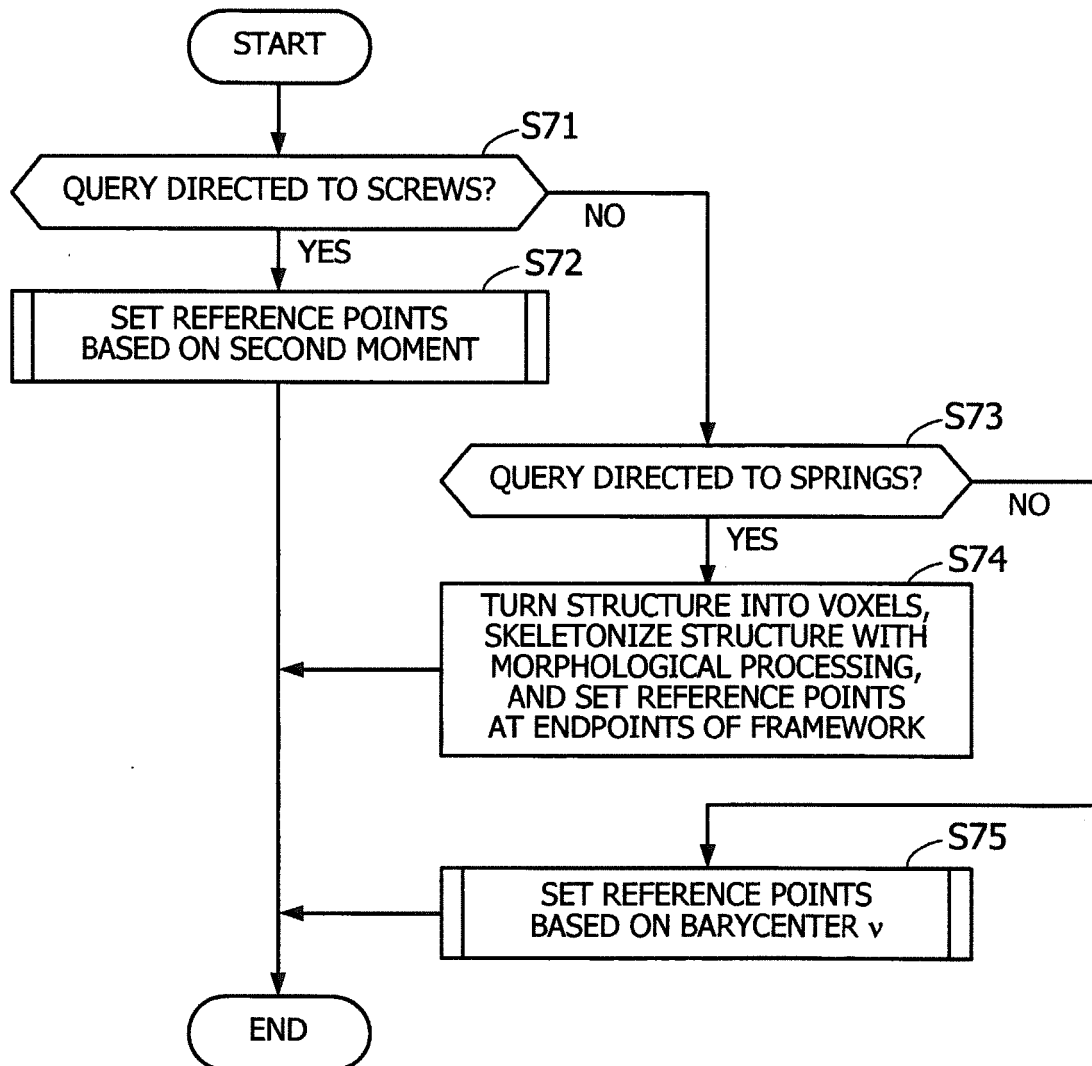 START
S71
QUERY DIRECTED TO SCREWS?
NO
YES
S72
SET REFERENCE POINTS
BASED ON SECOND MOMENT
S73
QUERY DIRECTED TO SPRINGS?
NO
YES
S74
TURN STRUCTURE INTO VOXELS,
SKELETONIZE STRUCTURE WITH
MORPHOLOGICAL PROCESSING,
AND SET REFERENCE POINTS
AT ENDPOINTS OF FRAMEWORK
S75
SET REFERENCE POINTS
BASED ON BARYCENTER ν
END